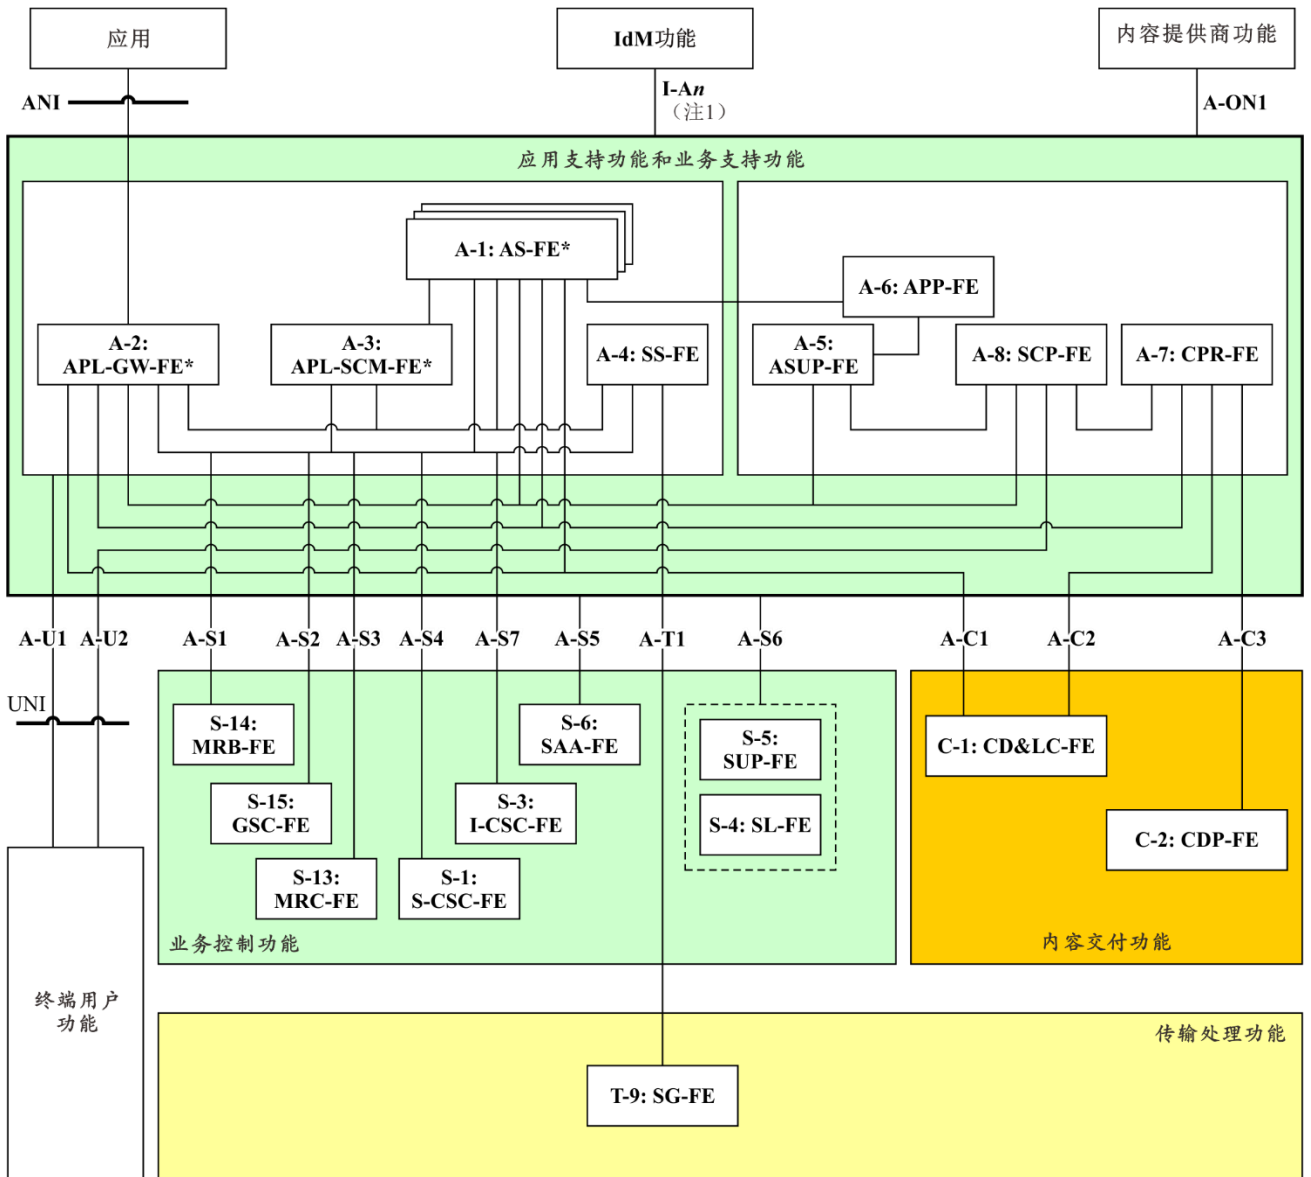 应用
IdM功能
内容提供商功能
ANI
I-An
（注1）
A-ON1
应用支持功能和业务支持功能
A-1: AS-FE*
A-6: APP-FE
A-2:
APL-GW-FE*
A-3:
APL-SCM-FE*
A-4: SS-FE
A-5:
ASUP-FE
A-8: SCP-FE
A-7: CPR-FE
A-U1
A-U2
A-S1
A-S2
A-S3
A-S4
A-S7
A-S5
A-T1
A-S6
A-C1
A-C2
A-C3
UNI
S-14:
MRB-FE
S-6:
SAA-FE
S-5:
SUP-FE
C-1: CD&LC-FE
S-15:
GSC-FE
S-3:
I-CSC-FE
S-4: SL-FE
C-2: CDP-FE
S-13:
MRC-FE
S-1:
S-CSC-FE
业务控制功能
内容交付功能
终端用户
功能
传输处理功能
T-9: SG-FE